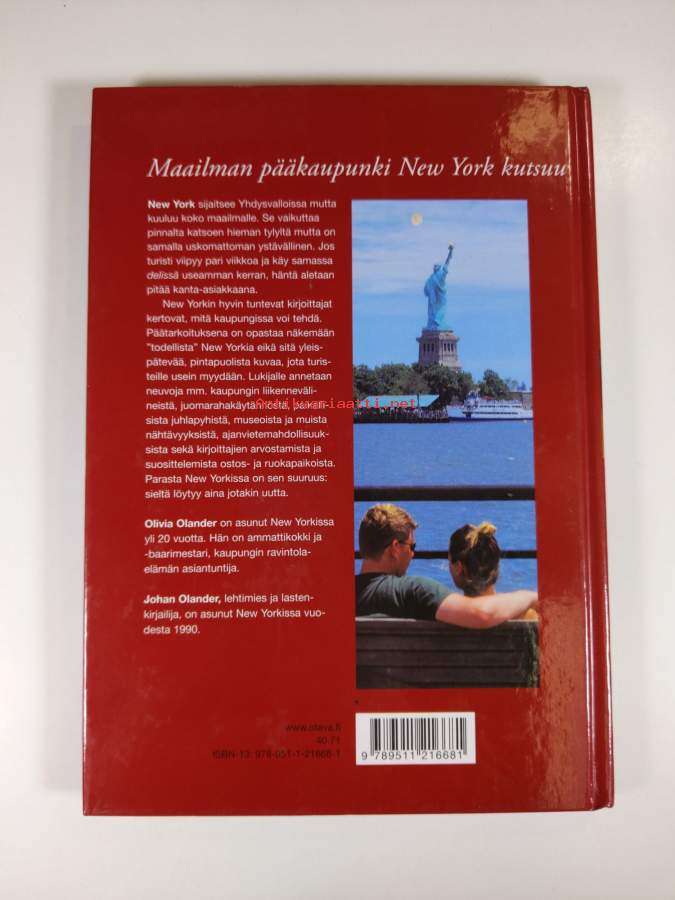 Maailman pääkaupunki New York kutsuu
New York sijaitsee Yhdysvalloissa mutta
kuuluu koko maailmalle. Se vaikuttaa
pinnalta katsoen hieman tylyltä mutta on
samalla uskomattoman ystävällinen. Jos
turisti viipyy pari viikkoa ja käy samassa
delissä useamman kerran, häntä aletaan
pitää kanta-asiakkaana.
New Yorkin hyvin tuntevat kirjoittajat
kertovat, mitä kaupungissa voi tehdä.
Päätarkoituksena on opastaa näkemään
"todellista" New Yorkia eikä sitä yleis-
pätevää, pintapuolista kuvaa, jota turis-
teille usein myydään. Lukijalle annetaan
neuvoja mm. kaupungin liikenneväli-
neistä, juomarahakäytännöstä, paikalli-
sista juhlapyhistä, museoista ja muista
nähtävyyksistä, ajanvietemahdollisuuk-
sista sekä kirjoittajien arvostamista ja
suosittelemista ostos- ja ruokapaikoista.
Parasta New Yorkissa on sen suuruus:
sieltä löytyy aina jotakin uutta.
Olivia Olander on asunut New Yorkissa
yli 20 vuotta. Hän on ammattikokki ja
-baarimestari, kaupungin ravintola-
elämän asiantuntija.
Johan Olander, lehtimies ja lasten-
kirjailija, on asunut New Yorkissa vuo-
desta 1990.
Antikvariaatti.net
www.otava.fi
40.71
ISBN-13: 978-951-1-21668-1
9 789511 216681